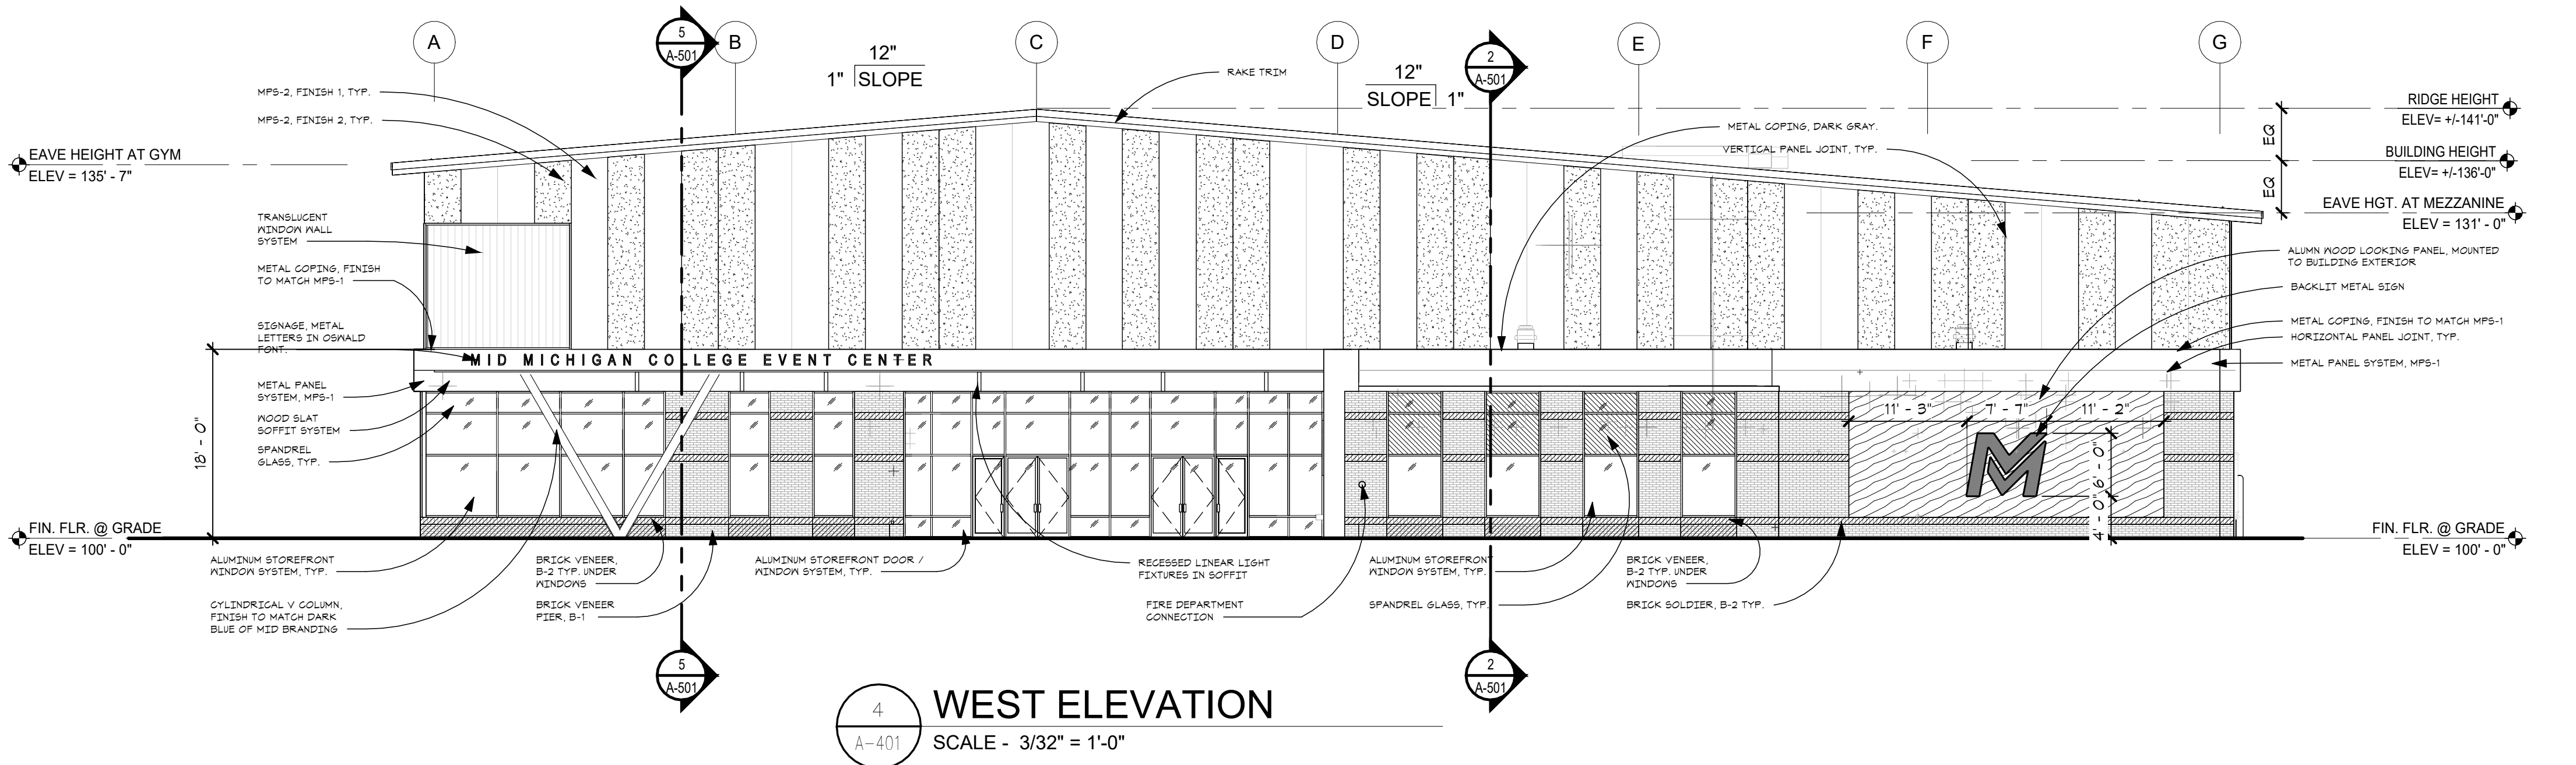 A
5
A-501
B
C
D
2
A-501
E
F
G
12"
1" SLOPE
12"
SLOPE 1"
RAKE TRIM
MPS-2, FINISH 1, TYP.
MPS-2, FINISH 2, TYP.
EAVE HEIGHT AT GYM
ELEV = 135' - 7"
TRANSLUCENT
WINDOW WALL
SYSTEM
METAL COPING, FINISH
TO MATCH MPS-1
SIGNAGE, METAL
LETTERS IN OSWALD
FONT.
METAL PANEL
SYSTEM, MPS-1
WOOD SLAT
SOFFIT SYSTEM
SPANDREL
GLASS, TYP.
18' - 0"
FIN. FLR. @ GRADE
ELEV = 100' - 0"
MID MICHIGAN COLLEGE EVENT CENTER
METAL COPING, DARK GRAY.
VERTICAL PANEL JOINT, TYP.
RIDGE HEIGHT
ELEV= +/-141'-0"
EQ
BUILDING HEIGHT
ELEV= +/-136'-0"
EQ
EAVE HGT. AT MEZZANINE
ELEV = 131' - 0"
ALUMN WOOD LOOKING PANEL, MOUNTED
TO BUILDING EXTERIOR
BACKLIT METAL SIGN
METAL COPING, FINISH TO MATCH MPS-1
HORIZONTAL PANEL JOINT, TYP.
METAL PANEL SYSTEM, MPS-1
11' - 3"
7' - 7"
11' - 2"
M
6' - 0"
4' - 0"
FIN. FLR. @ GRADE
ELEV = 100' - 0"
ALUMINUM STOREFRONT
WINDOW SYSTEM, TYP.
CYLINDRICAL V COLUMN,
FINISH TO MATCH DARK
BLUE OF MID BRANDING
BRICK VENEER,
B-2 TYP. UNDER
WINDOWS
BRICK VENEER
PIER, B-1
ALUMINUM STOREFRONT DOOR /
WINDOW SYSTEM, TYP.
RECESSED LINEAR LIGHT
FIXTURES IN SOFFIT
FIRE DEPARTMENT
CONNECTION
ALUMINUM STOREFRONT
WINDOW SYSTEM, TYP.
SPANDREL GLASS, TYP.
BRICK VENEER,
B-2 TYP. UNDER
WINDOWS
BRICK SOLDIER, B-2 TYP.
5
A-501
2
A-501
4
A-401
WEST ELEVATION
SCALE - 3/32" = 1'-0"